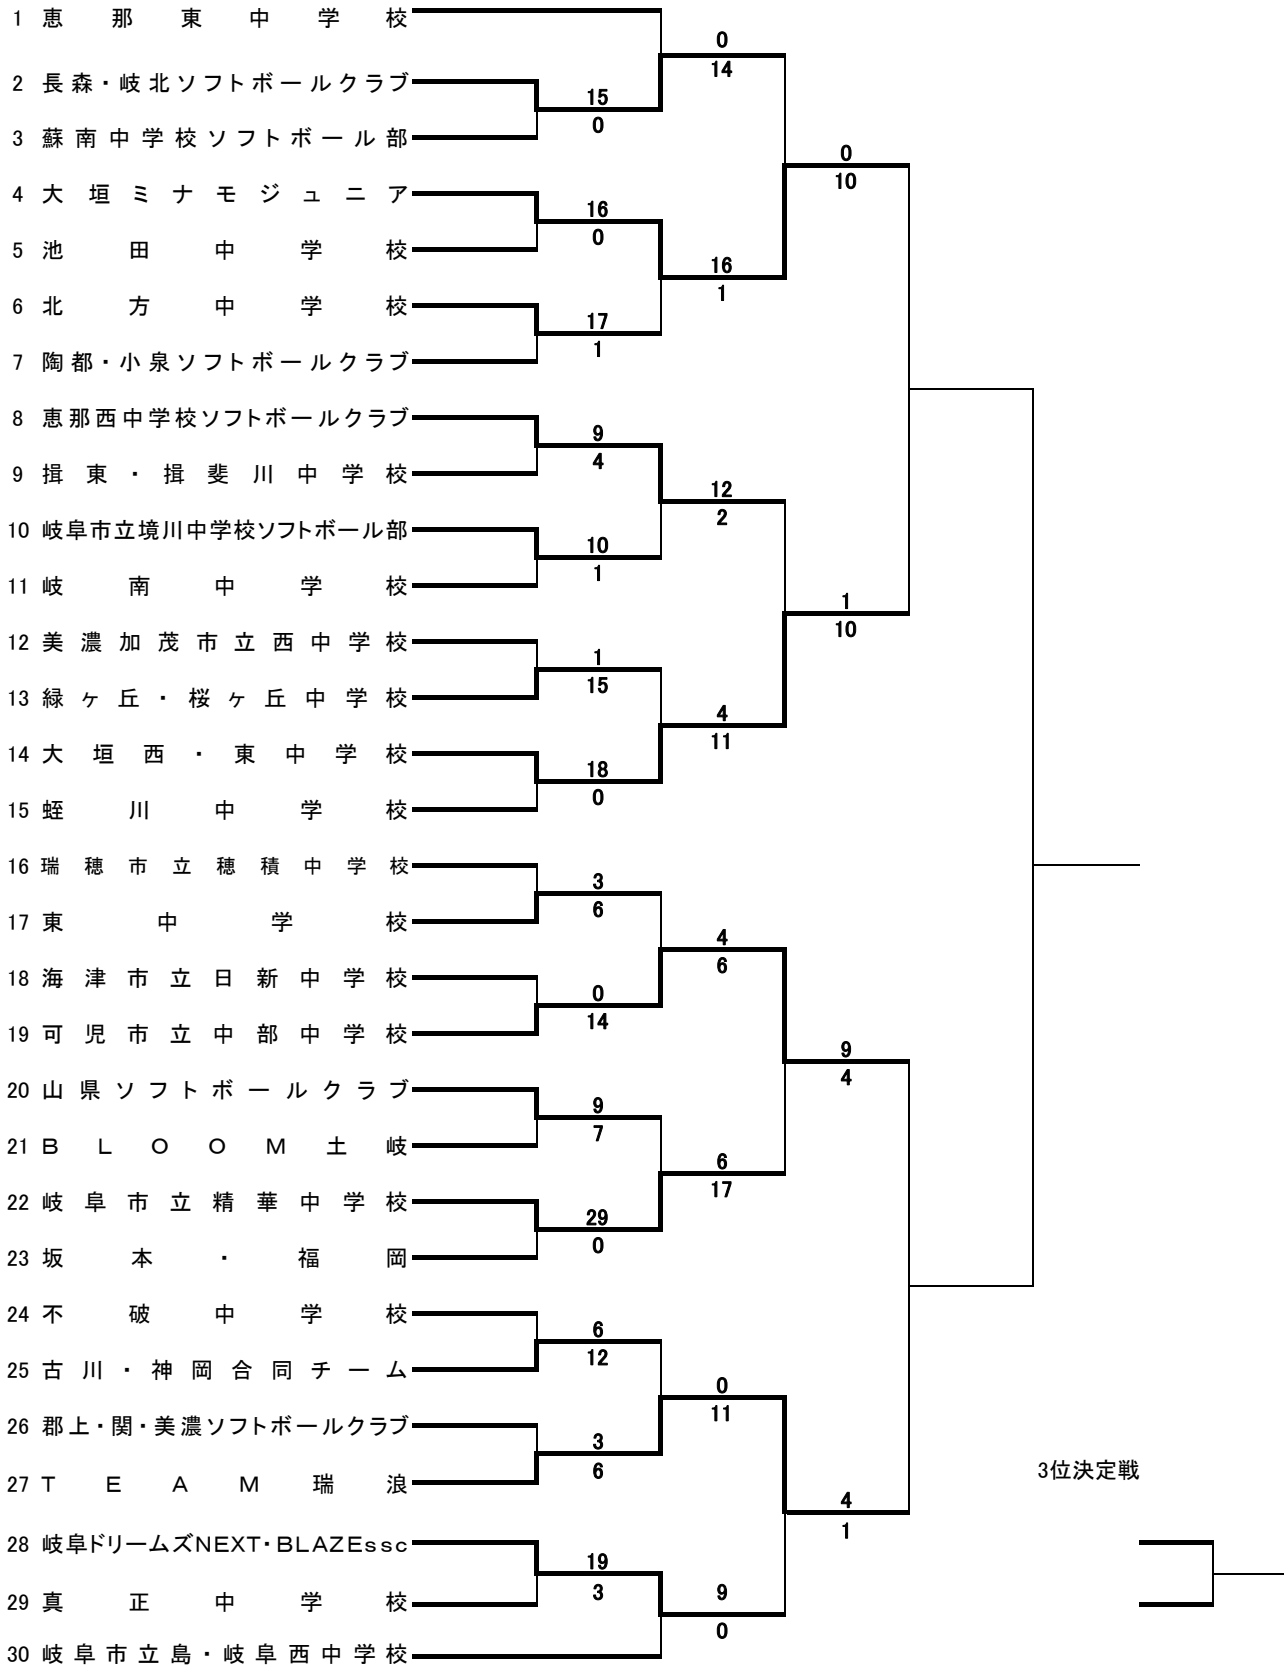 1 恵那東中学校
0
14
2 長森・岐北ソフトボールクラブ
15
0
3 蘇南中学校ソフトボール部
0
10
4 大垣ミナモジュニア
16
0
5 池田中学校
16
1
6 北方中学校
17
1
7 陶都・小泉ソフトボールクラブ
8 恵那西中学校ソフトボールクラブ
9
4
9 揖東・揖斐川中学校
12
2
10 岐阜市立境川中学校ソフトボール部
10
1
11 岐南中学校
1
10
12 美濃加茂市立西中学校
1
15
13 緑ヶ丘・桜ヶ丘中学校
4
11
14 大垣西・東中学校
18
0
15 蛭川中学校
16 瑞穂市立穂積中学校
3
6
17 東中学校
4
6
18 海津市立日新中学校
0
14
19 可児市立中部中学校
9
4
20 山県ソフトボールクラブ
9
7
21 BLOOM土岐
6
17
22 岐阜市立精華中学校
29
0
23 坂本・福岡
24 不破中学校
6
12
25 古川・神岡合同チーム
0
11
26 郡上・関・美濃ソフトボールクラブ
3
6
27 TEAM瑞浪
3位決定戦
4
1
28 岐阜ドリームズNEXT・BLAZEssc
19
3
29 真正中学校
9
0
30 岐阜市立島・岐阜西中学校